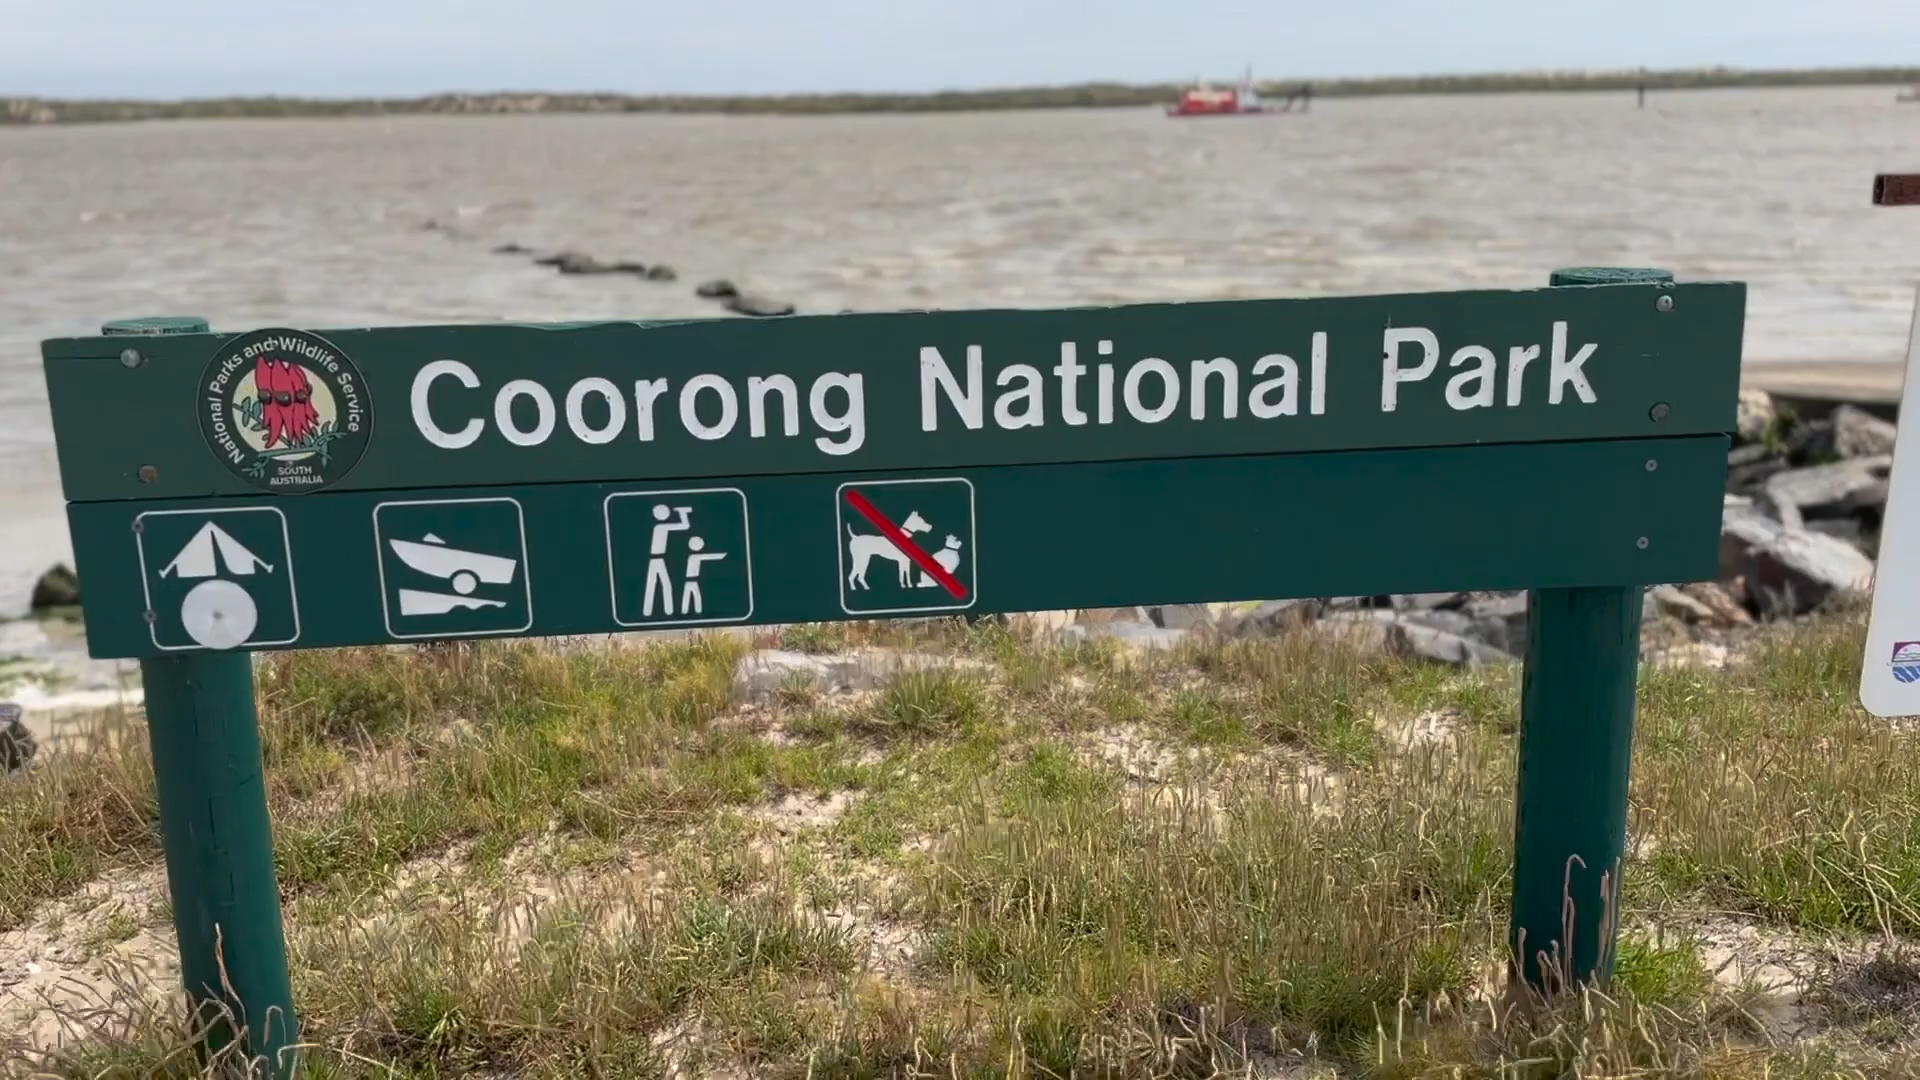 National Parks and Wildlife Service
SOUTH
AUSTRALIA
Coorong National Park